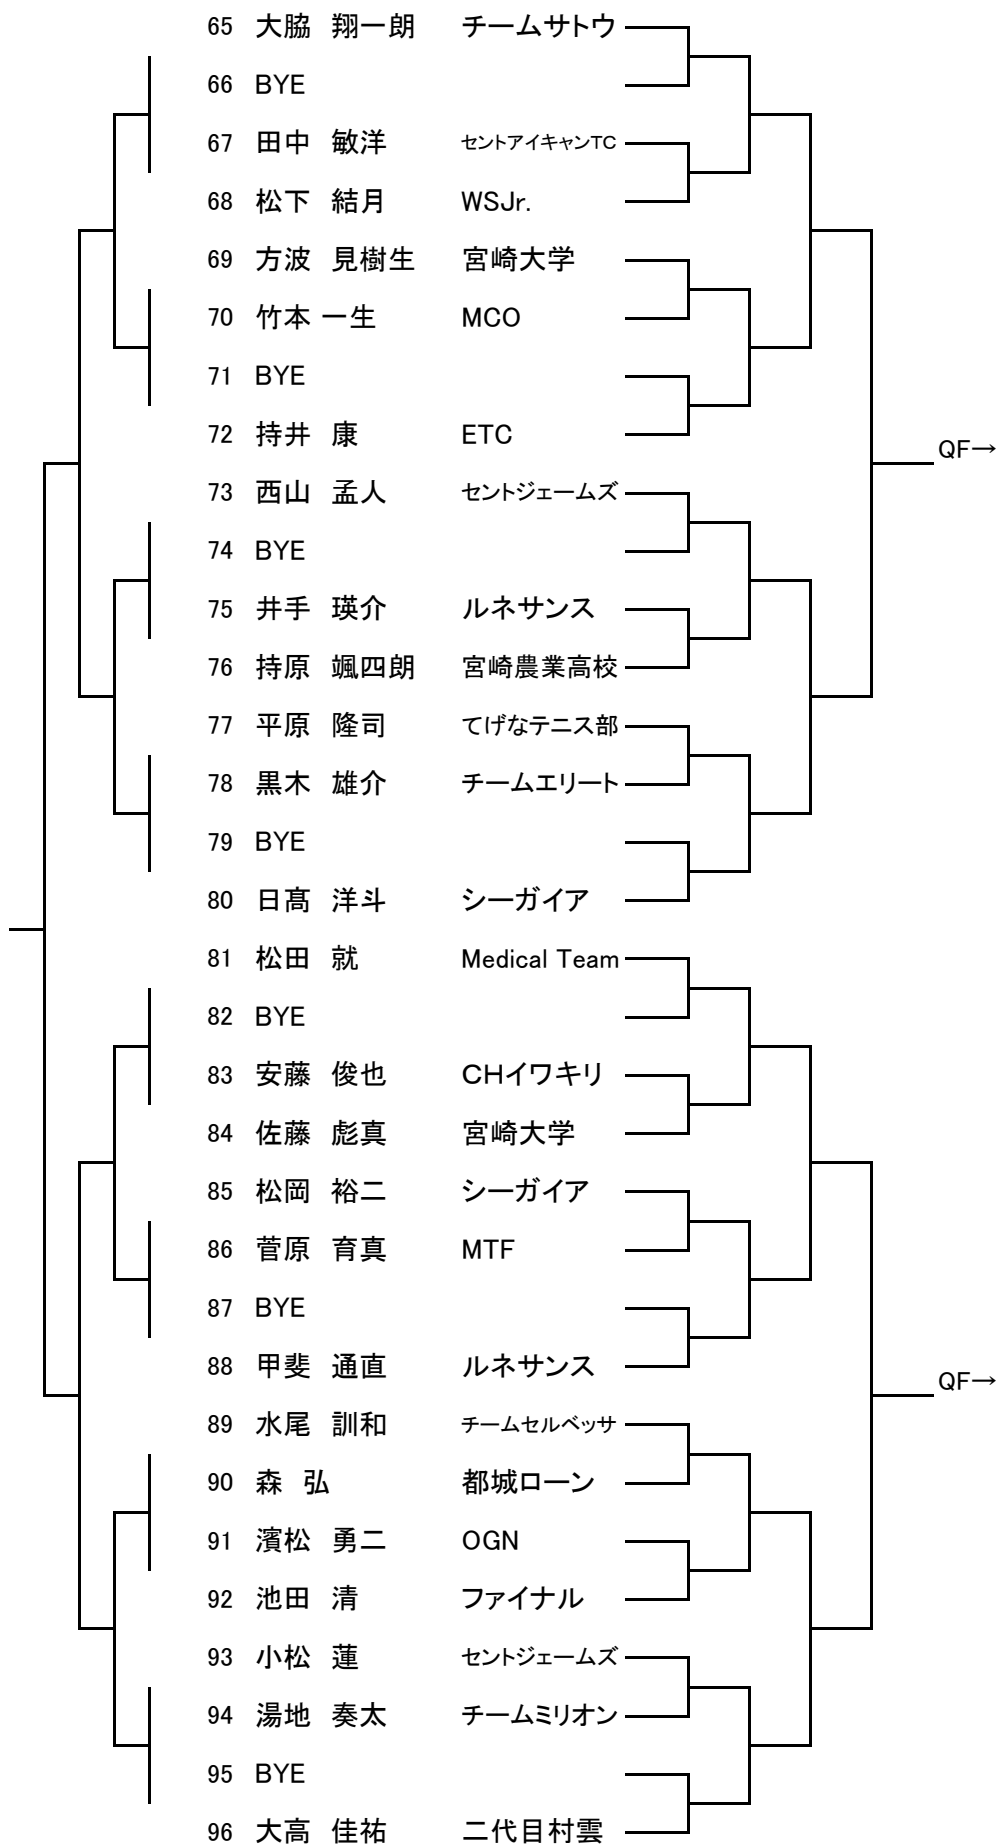 65 大脇 翔一朗 チームサトウ
66 BYE
67 田中 敏洋 セントアイキャンTC
68 松下 結月 WSJr.
69 方波 見樹生 宮崎大学
70 竹本 一生 MCO
71 BYE
72 持井 康 ETC
QF→
73 西山 孟人 セントジェームズ
74 BYE
75 井手 瑛介 ルネサンス
76 持原 颯四朗 宮崎農業高校
77 平原 隆司 てげなテニス部
78 黒木 雄介 チームエリート
79 BYE
80 日髙 洋斗 シーガイア
81 松田 就 Medical Team
82 BYE
83 安藤 俊也 CHイワキリ
84 佐藤 彪真 宮崎大学
85 松岡 裕二 シーガイア
86 菅原 育真 MTF
87 BYE
88 甲斐 通直 ルネサンス
QF→
89 水尾 訓和 チームセルベッサ
90 森 弘 都城ローン
91 濱松 勇二 OGN
92 池田 清 ファイナル
93 小松 蓮 セントジェームズ
94 湯地 奏太 チームミリオン
95 BYE
96 大高 佳祐 二代目村雲